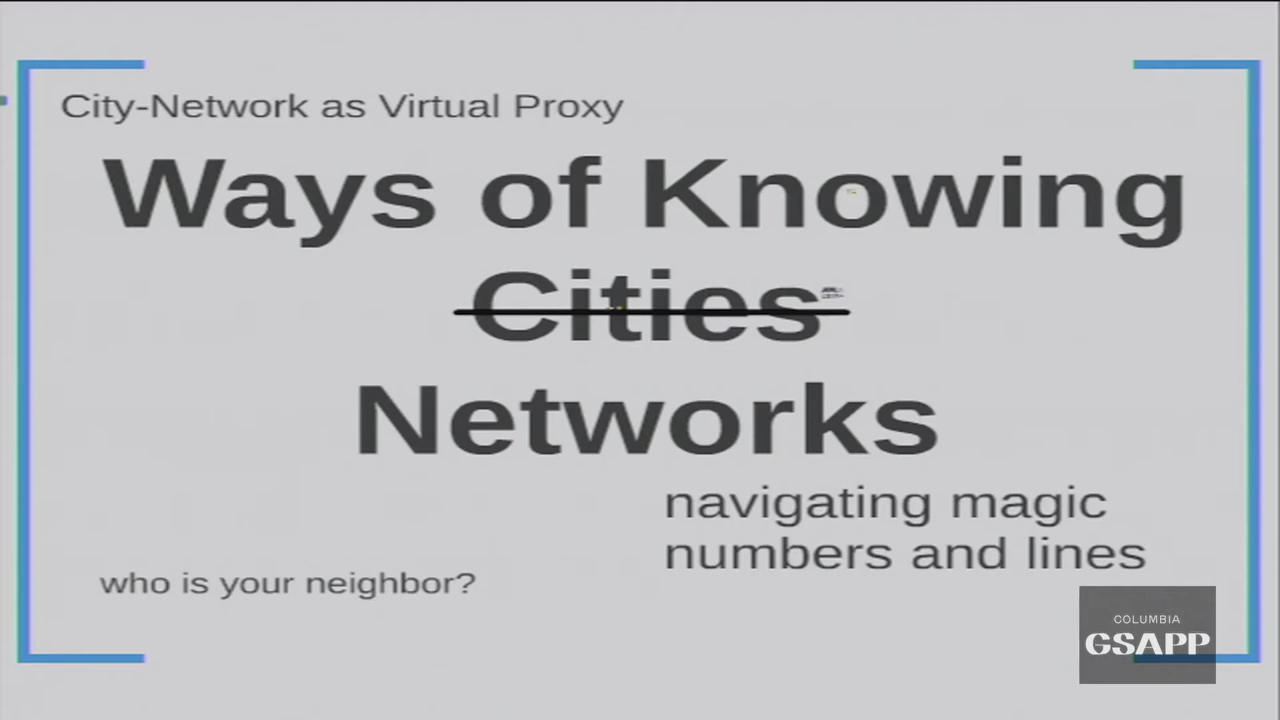 City-Network as Virtual Proxy
Ways of Knowing
Cities
Networks
navigating magic
numbers and lines
who is your neighbor?
COLUMBIA
GSAPP